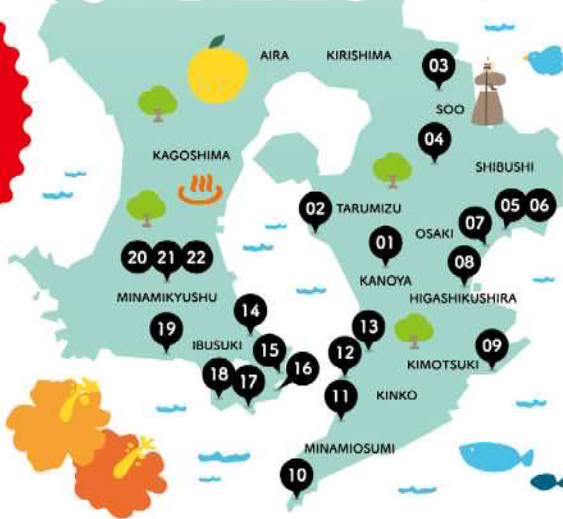 AIRA
KIRISHIMA
03
SOO
04
KAGOSHIMA
SHIBUSHI
02
TARUMIZU
05 06
07
OSAKI
01
20 21 22
08
KANOYA
MINAMIKYUSHU
HIGASHIKUSHIRA
14
19
13
IBUSUKI
15
12
09
16
KIMOTSUKI
18
17
11
KINKO
MINAMIOSUMI
10